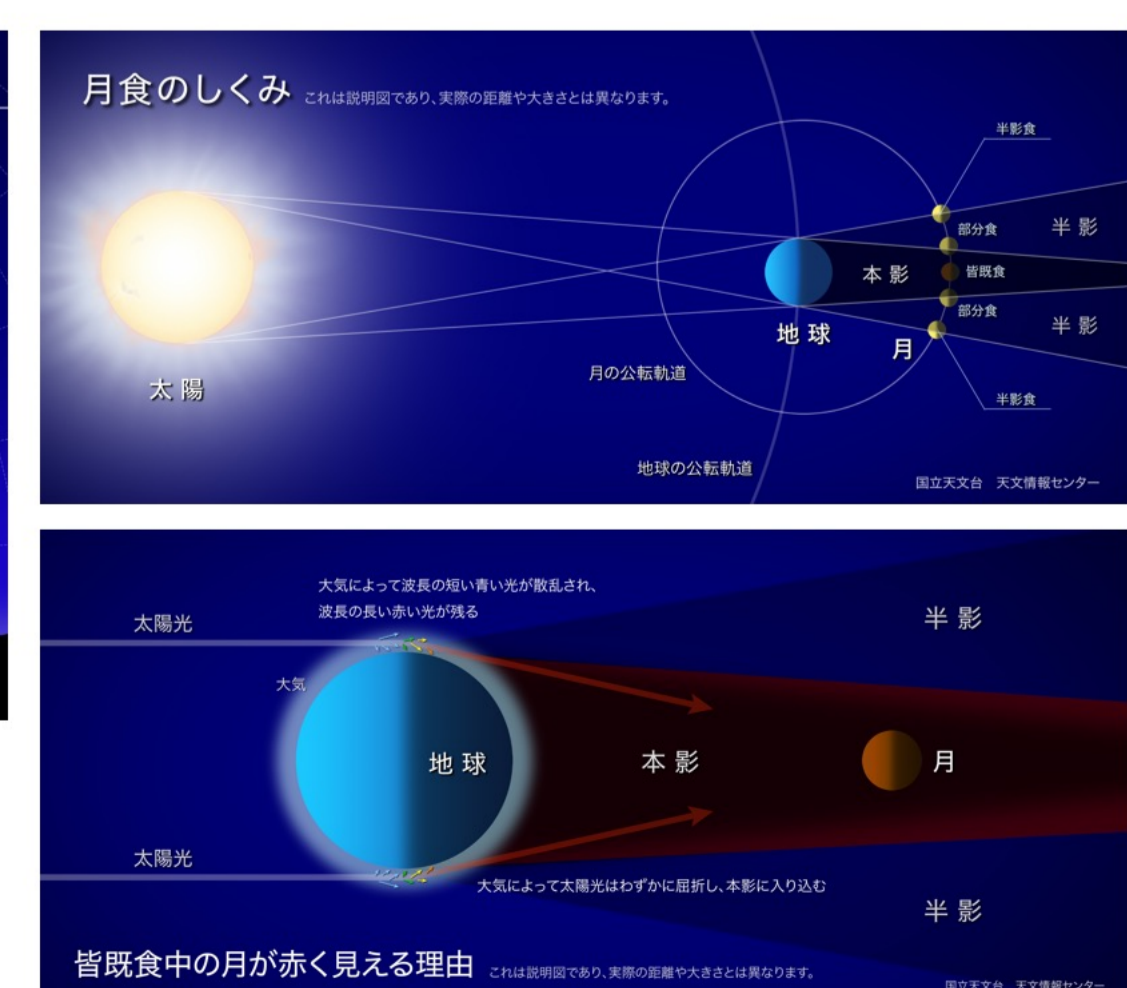 月食のしくみ これは説明図であり、実際の距離や大きさとは異なります。
半影食
部分食
半影
本影
皆既食
部分食
半影
地球
月
月の公転軌道
太陽
半影食
地球の公転軌道
国立天文台 天文情報センター
大気によって波長の短い青い光が散乱され、
波長の長い赤い光が残る
太陽光
半影
大気
地球
本影
月
太陽光
大気によって太陽光はわずかに屈折し、本影に入り込む
半影
皆既食中の月が赤く見える理由 これは説明図であり、実際の距離や大きさとは異なります。
国立天文台 天文情報センター